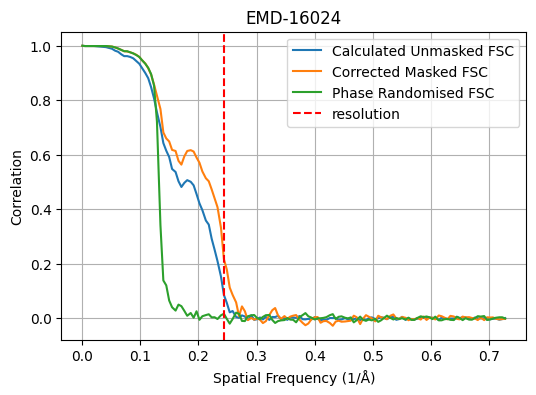 EMD-16024
Calculated Unmasked FSC
Corrected Masked FSC
Phase Randomised FSC
resolution
Correlation
1.0
0.8
0.6
0.4
0.2
0.0
0.0 0.1 0.2 0.3 0.4 0.5 0.6 0.7
Spatial Frequency (1/Å)